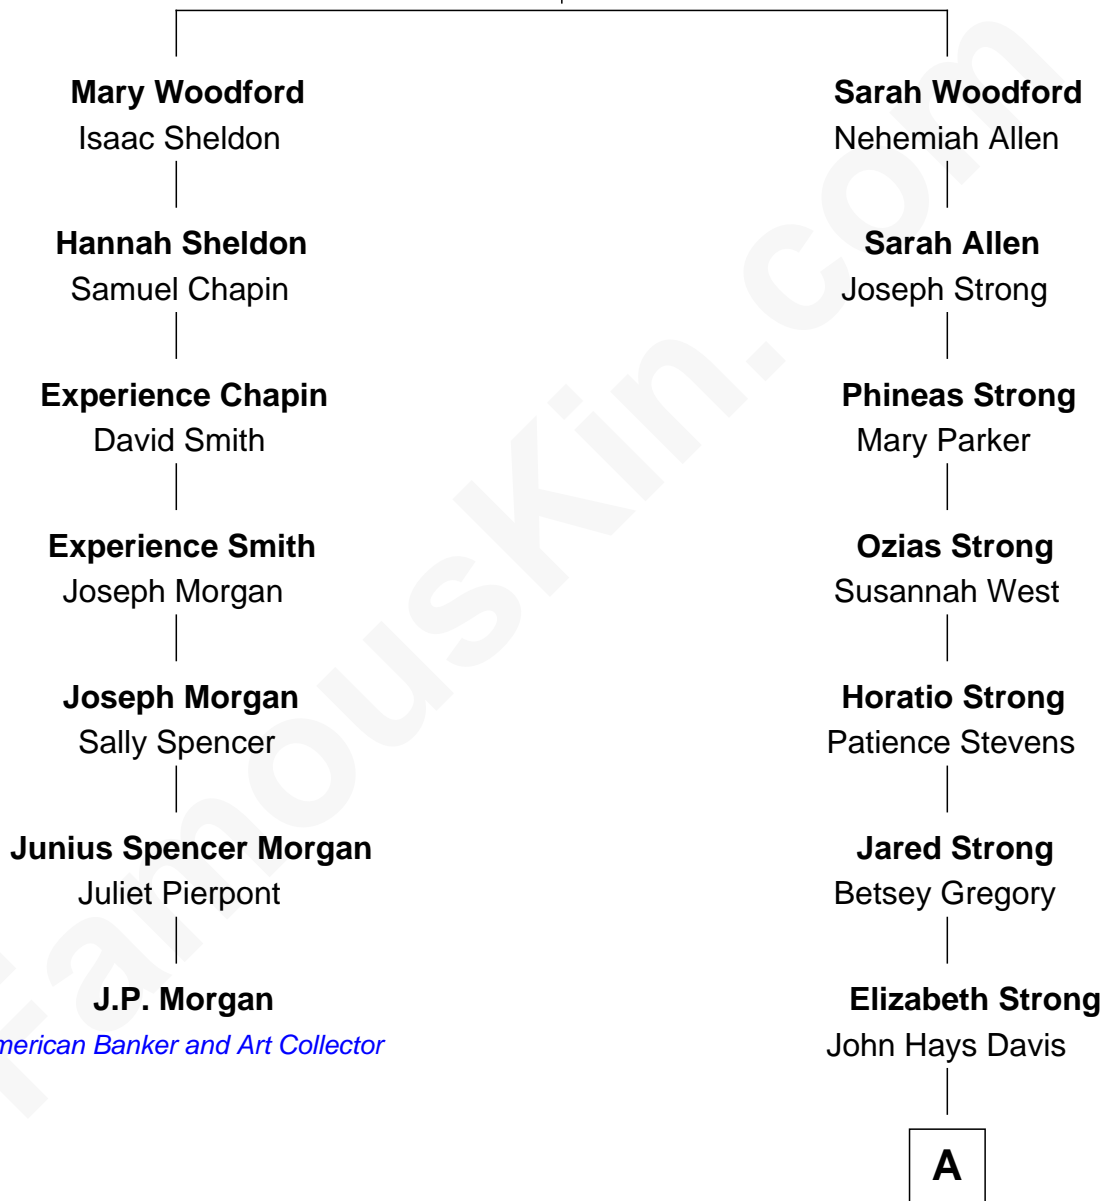 Mary Woodford
Isaac Sheldon
Hannah Sheldon
Samuel Chapin
Experience Chapin
David Smith
Experience Smith
Joseph Morgan
Joseph Morgan
Sally Spencer
Junius Spencer Morgan
Juliet Pierpont
J.P. Morgan
merican Banker and Art Collector
Sarah Woodford
Nehemiah Allen
Sarah Allen
Joseph Strong
Phineas Strong
Mary Parker
Ozias Strong
Susannah West
Horatio Strong
Patience Stevens
Jared Strong
Betsey Gregory
Elizabeth Strong
John Hays Davis
A
FamousKin.com